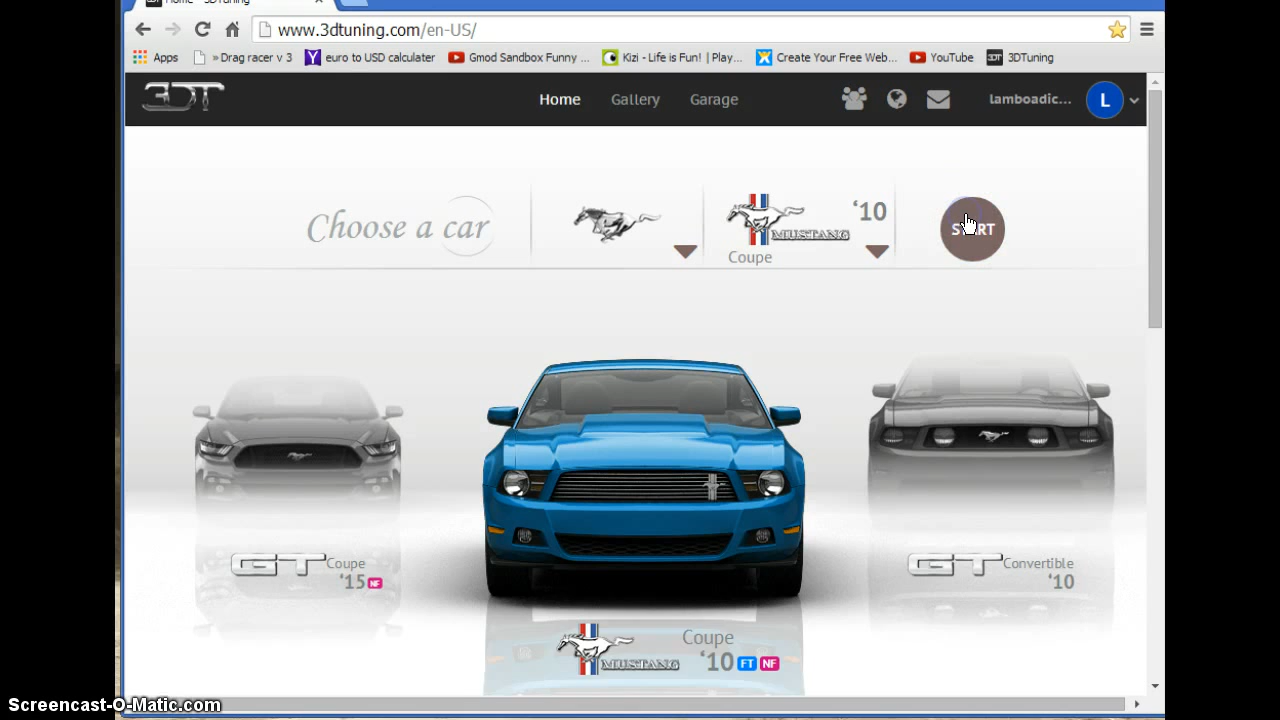 Home - 3DTuning
www.3dtuning.com/en-US/
Apps » Drag racer v 3 euro to USD calculater Gmod Sandbox Funny ... Kizi - Life is Fun! | Play... Create Your Free Web... YouTube 3DTuning
3DT Home Gallery Garage lamboadic... L
Choose a car
MUSTANG '10
Coupe
START
GT Coupe
'15 NF
GT Convertible
'10
MUSTANG Coupe
'10 FT NF
Screencast-O-Matic.com